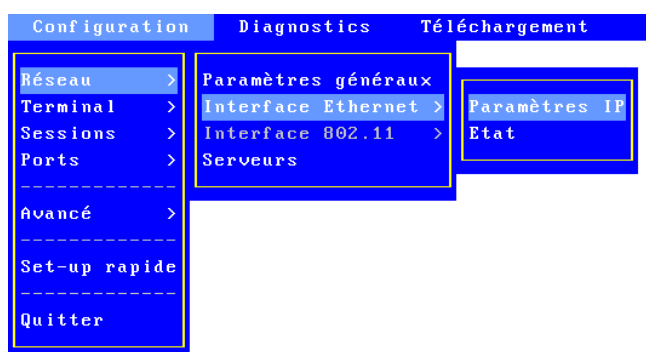 Configuration Diagnostics Téléchargement
Réseau >
Terminal >
Sessions >
Ports >
Avancé >
Set-up rapide
Quitter
Paramètres généraux
Interface Ethernet >
Interface 802.11 >
Serveurs
Paramètres IP
Etat